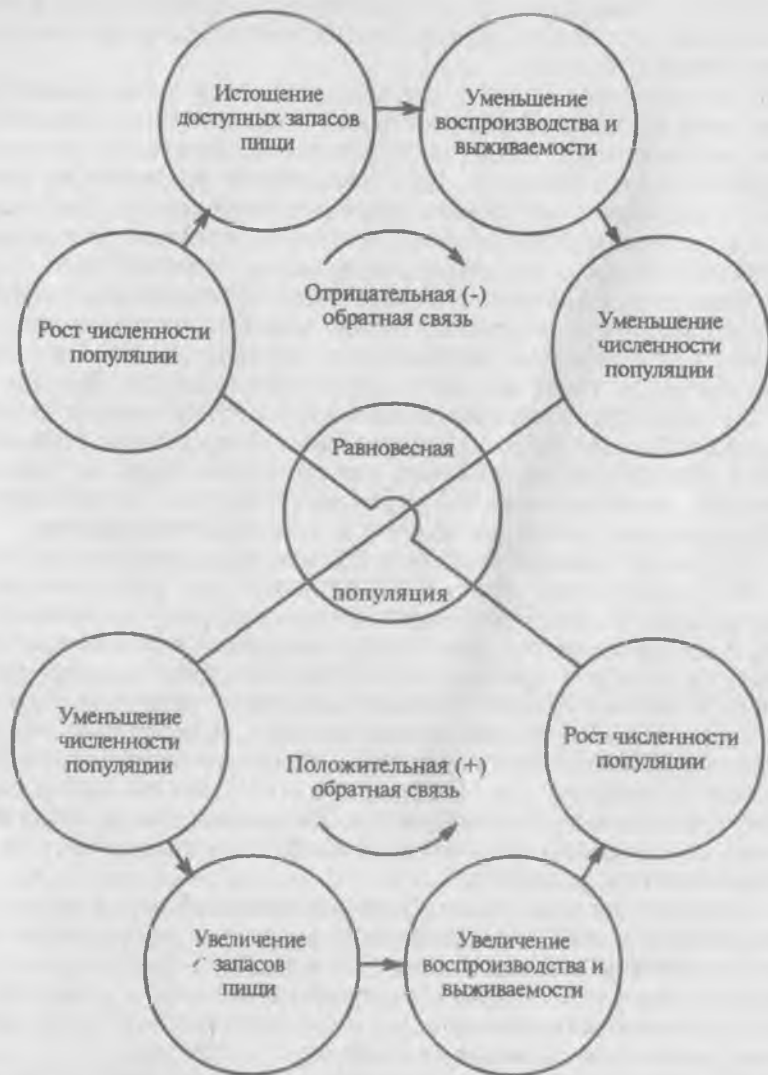 Истощение
доступных запасов
пищи
Уменьшение
воспроизводства и
выживаемости
Отрицательная (-)
обратная связь
Рост численности
популяции
Уменьшение
численности
популяции
Равновесная
популяция
Уменьшение
численности
популяции
Положительная (+)
обратная связь
Рост численности
популяции
Увеличение
запасов
пищи
Увеличение
воспроизводства и
выживаемости